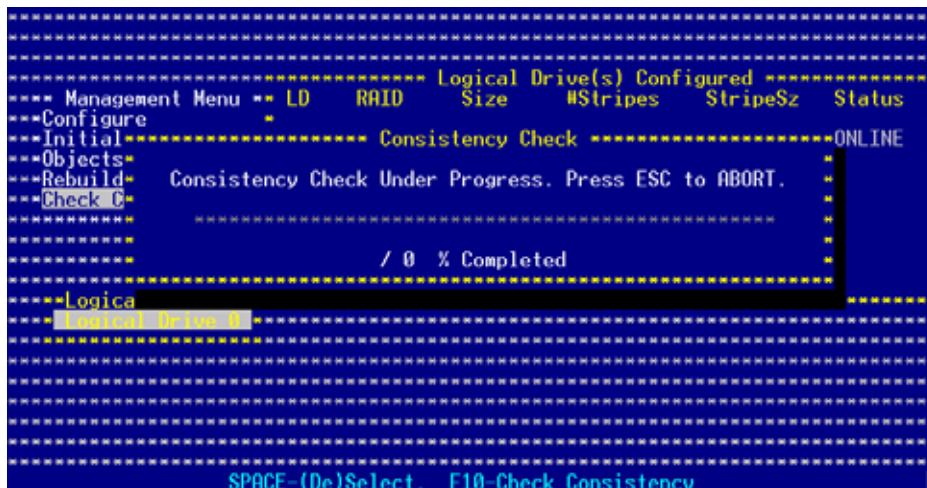 Logical Drive(s) Configured
Management Menu LD RAID Size #Stripes StripeSz Status
Configure
Initial Consistency Check ONLINE
Objects
Rebuild Consistency Check Under Progress. Press ESC to ABORT.
Check C
/ 0 % Completed
Logica
Logical Drive 0
SPACE-(De)Select, F10-Check Consistency